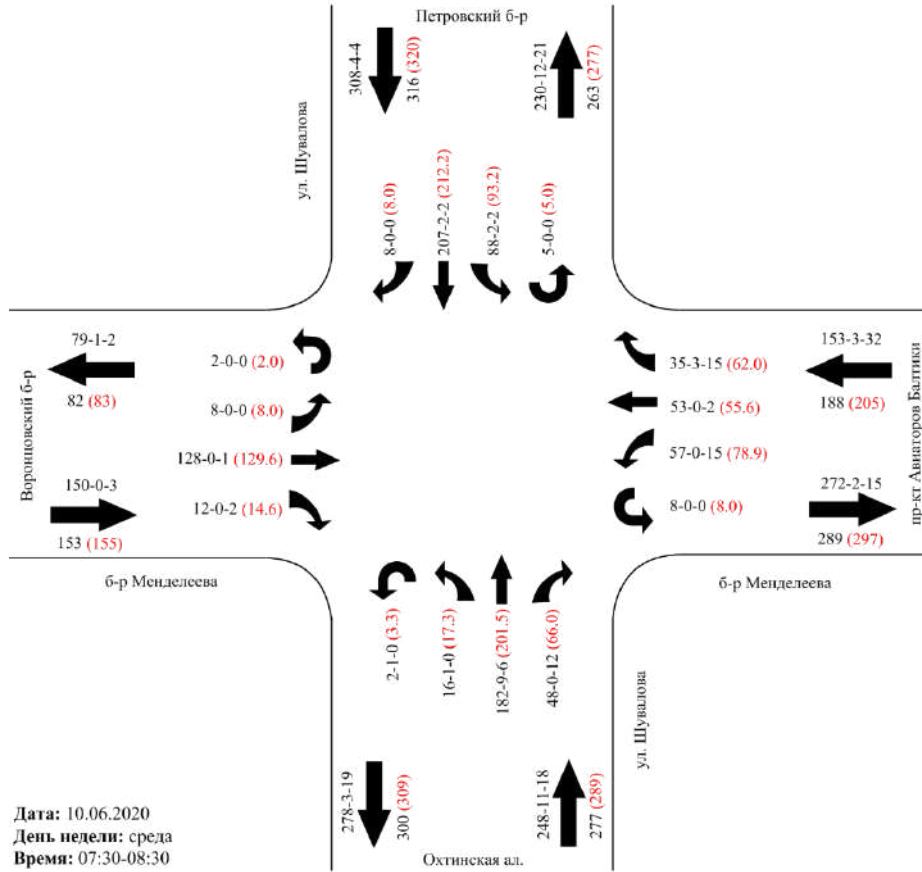 Петровский б-р
308-4-4
316 (320)
230-12-21
263 (277)
ул. Шувалова
8-0-0 (8.0)
207-2-2 (212.2)
88-2-2 (93.2)
5-0-0 (5.0)
79-1-2
82 (83)
2-0-0 (2.0)
8-0-0 (8.0)
128-0-1 (129.6)
12-0-2 (14.6)
150-0-3
153 (155)
Воронцовский б-р
35-3-15 (62.0)
53-0-2 (55.6)
57-0-15 (78.9)
8-0-0 (8.0)
153-3-32
188 (205)
272-2-15
289 (297)
пр-кт Авиаторов Балтики
б-р Менделеева
б-р Менделеева
2-1-0 (3.3)
16-1-0 (17.3)
182-9-6 (201.5)
48-0-12 (66.0)
ул. Шувалова
278-3-19
300 (309)
248-11-18
277 (289)
Охтинская ал.
Дата: 10.06.2020
День недели: среда
Время: 07:30-08:30